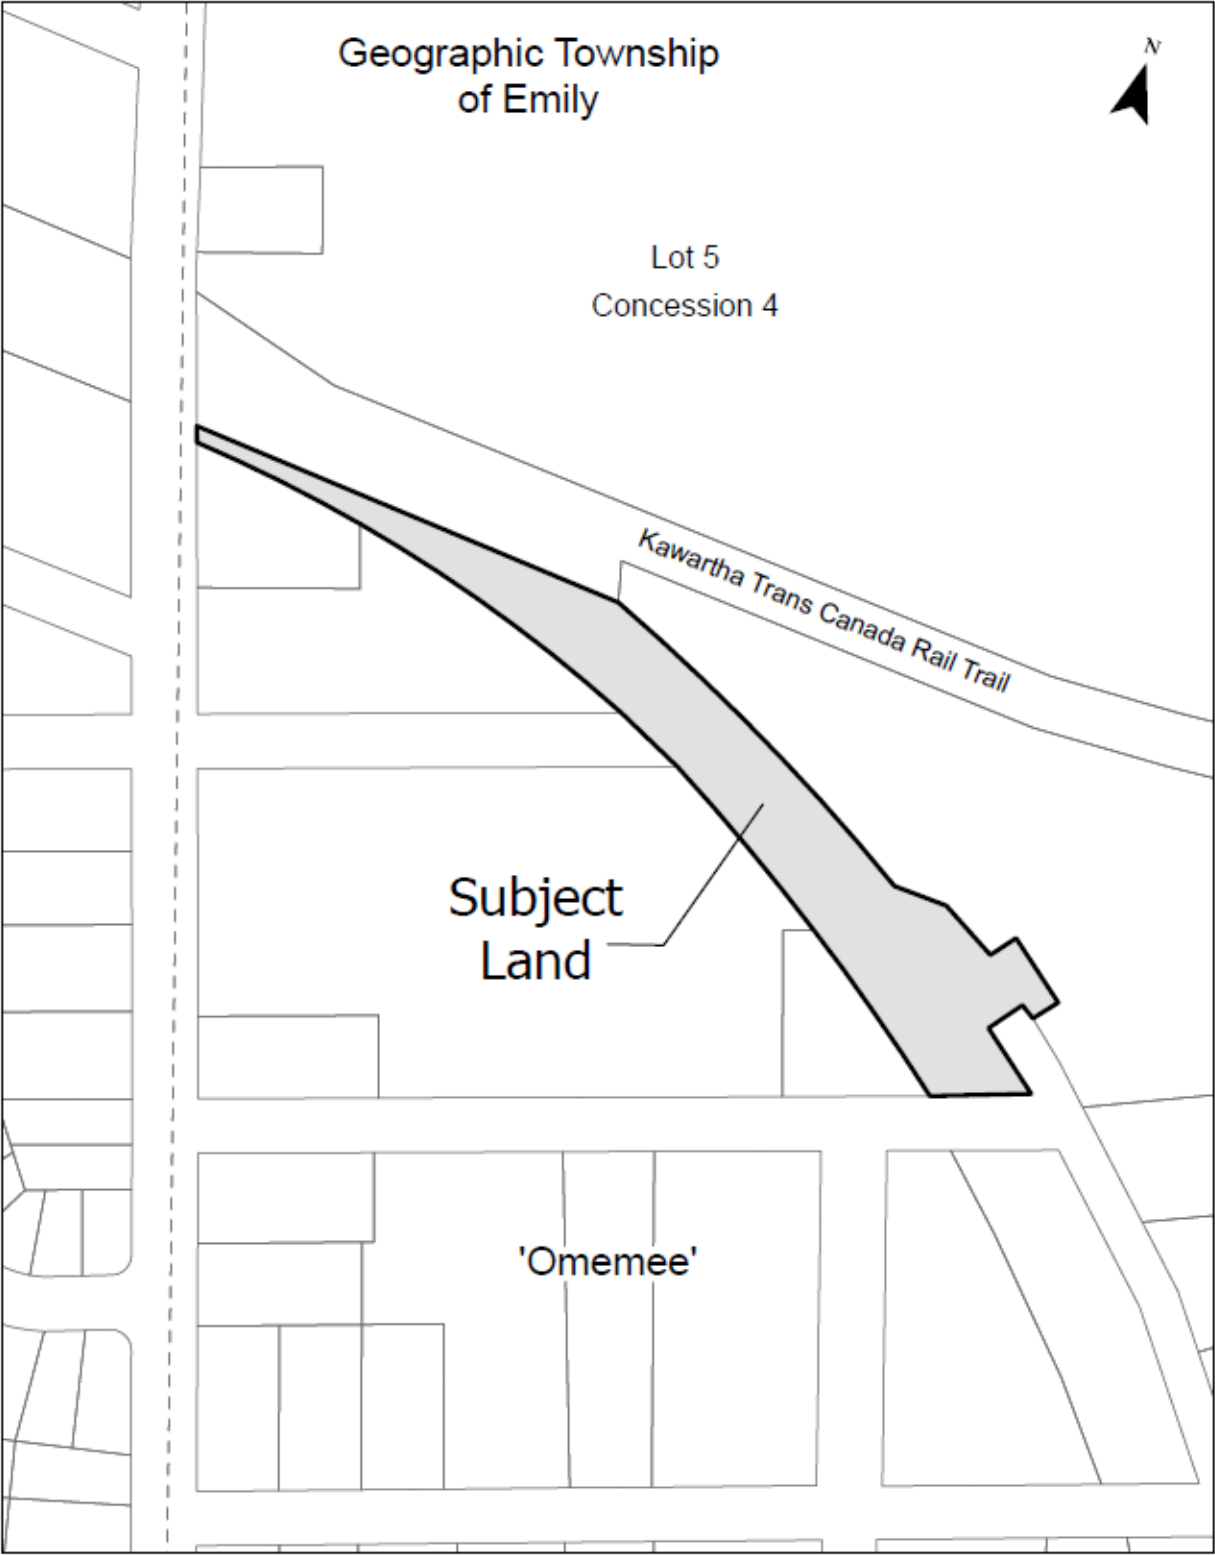 Geographic Township
of Emily
N
Lot 5
Concession 4
Kawartha Trans Canada Rail Trail
Subject
Land
'Omemee'